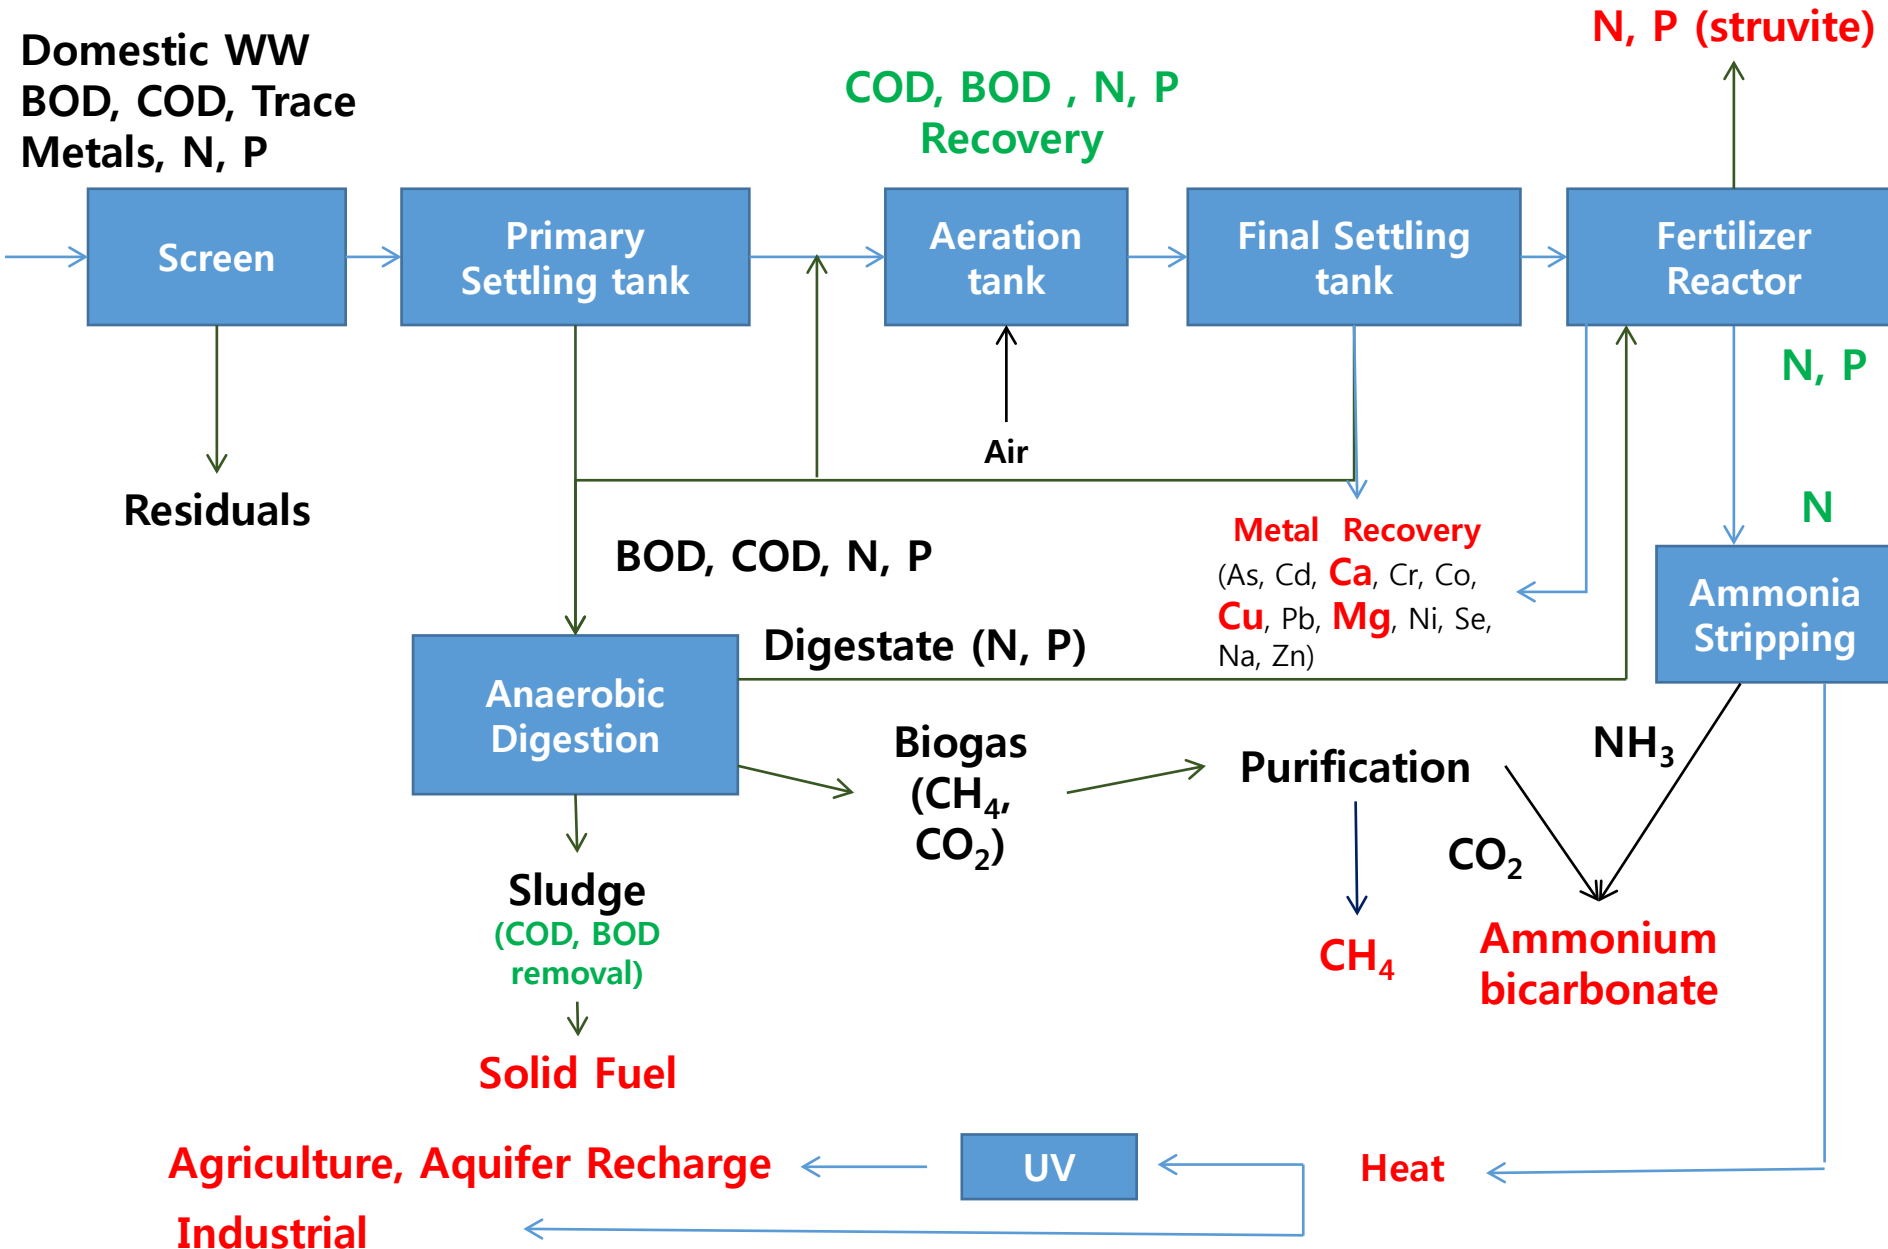 Domestic WW
BOD, COD, Trace
Metals, N, P
COD, BOD , N, P
Recovery
N, P (struvite)
Screen
Primary
Settling tank
Aeration
tank
Final Settling
tank
Fertilizer
Reactor
N, P
Air
Residuals
N
BOD, COD, N, P
Metal Recovery
(As, Cd, Ca, Cr, Co,
Cu, Pb, Mg, Ni, Se,
Na, Zn)
Ammonia
Stripping
Digestate (N, P)
Anaerobic
Digestion
Biogas
(CH₄,
CO₂)
Purification
NH₃
CO₂
Sludge
(COD, BOD
removal)
CH₄
Ammonium
bicarbonate
Solid Fuel
Agriculture, Aquifer Recharge
UV
Heat
Industrial